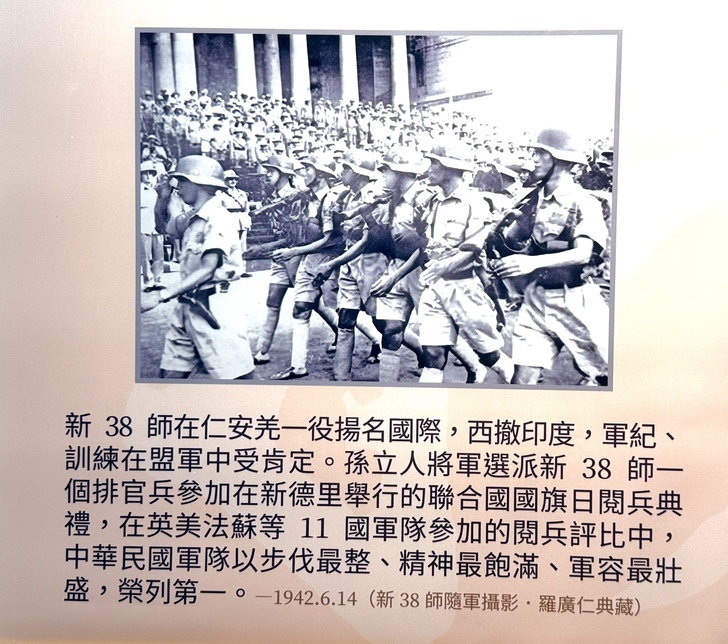 新 38 師在仁安羌一役揚名國際，西撤印度，軍紀、
訓練在盟軍中受肯定。孫立人將軍選派新 38 師一
個排官兵參加在新德里舉行的聯合國國旗日閱兵典
禮，在英美法蘇等 11 國軍隊參加的閱兵評比中，
中華民國軍隊以步伐最整、精神最飽滿、軍容最壯
盛，榮列第一。—1942.6.14（新 38 師隨軍攝影．羅廣仁典藏）